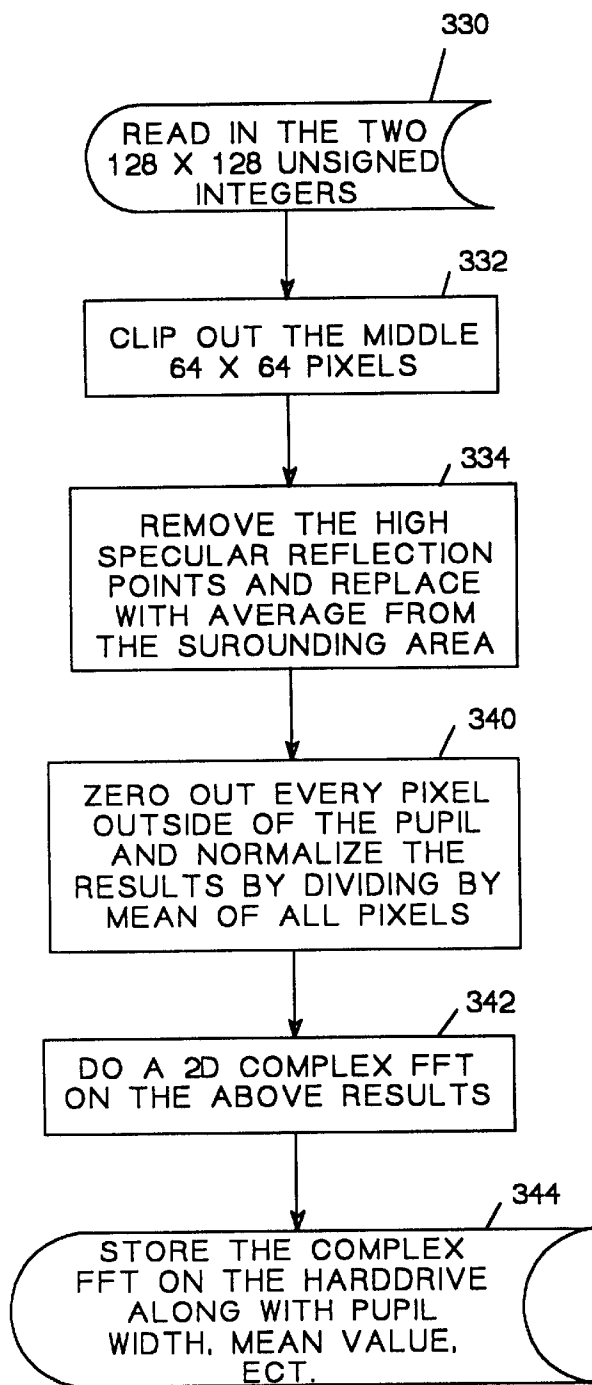 330
READ IN THE TWO
128 X 128 UNSIGNED
INTEGERS
332
CLIP OUT THE MIDDLE
64 X 64 PIXELS
334
REMOVE THE HIGH
SPECULAR REFLECTION
POINTS AND REPLACE
WITH AVERAGE FROM
THE SUROUNDING AREA
340
ZERO OUT EVERY PIXEL
OUTSIDE OF THE PUPIL
AND NORMALIZE THE
RESULTS BY DIVIDING BY
MEAN OF ALL PIXELS
342
DO A 2D COMPLEX FFT
ON THE ABOVE RESULTS
344
STORE THE COMPLEX
FFT ON THE HARDDRIVE
ALONG WITH PUPIL
WIDTH, MEAN VALUE,
ECT.